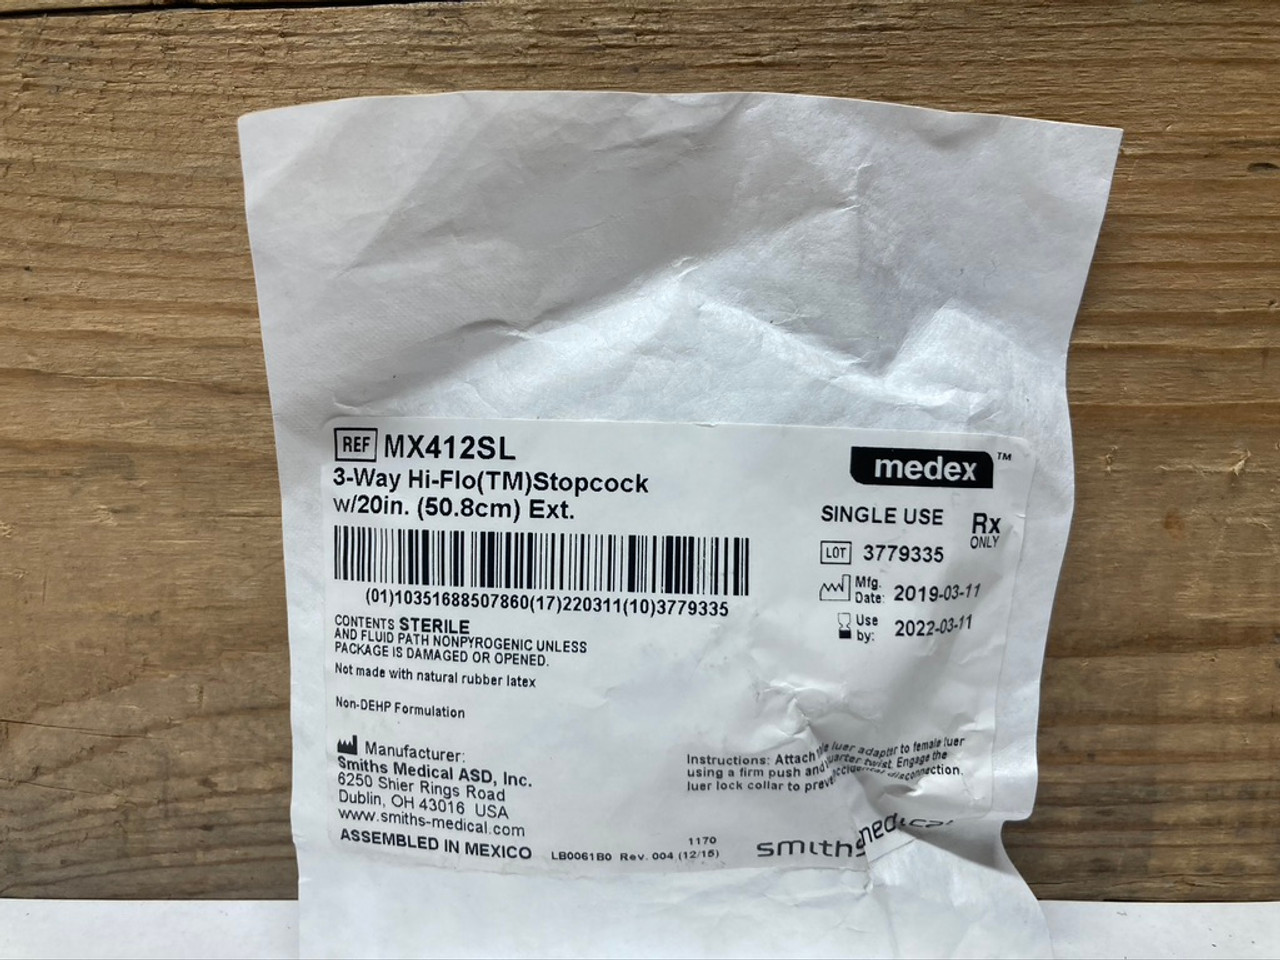 REF MX412SL
3-Way Hi-Flo(TM)Stopcock
w/20in. (50.8cm) Ext.
(01)10351688507860(17)220311(10)3779335
CONTENTS STERILE
AND FLUID PATH NONPYROGENIC UNLESS
PACKAGE IS DAMAGED OR OPENED.
Not made with natural rubber latex
Non-DEHP Formulation
Manufacturer:
Smiths Medical ASD, Inc.
6250 Shier Rings Road
Dublin, OH 43016 USA
www.smiths-medical.com
ASSEMBLED IN MEXICO
medex™
SINGLE USE
Rx
ONLY
LOT 3779335
Mfg.
Date: 2019-03-11
Use
by: 2022-03-11
Instructions: Attach luer adapter to female luer
using a firm push and quarter twist. Engage the
luer lock collar to prevent accidental disconnection.
1170
LB0061B0 Rev. 004 (12/15)
smiths medical